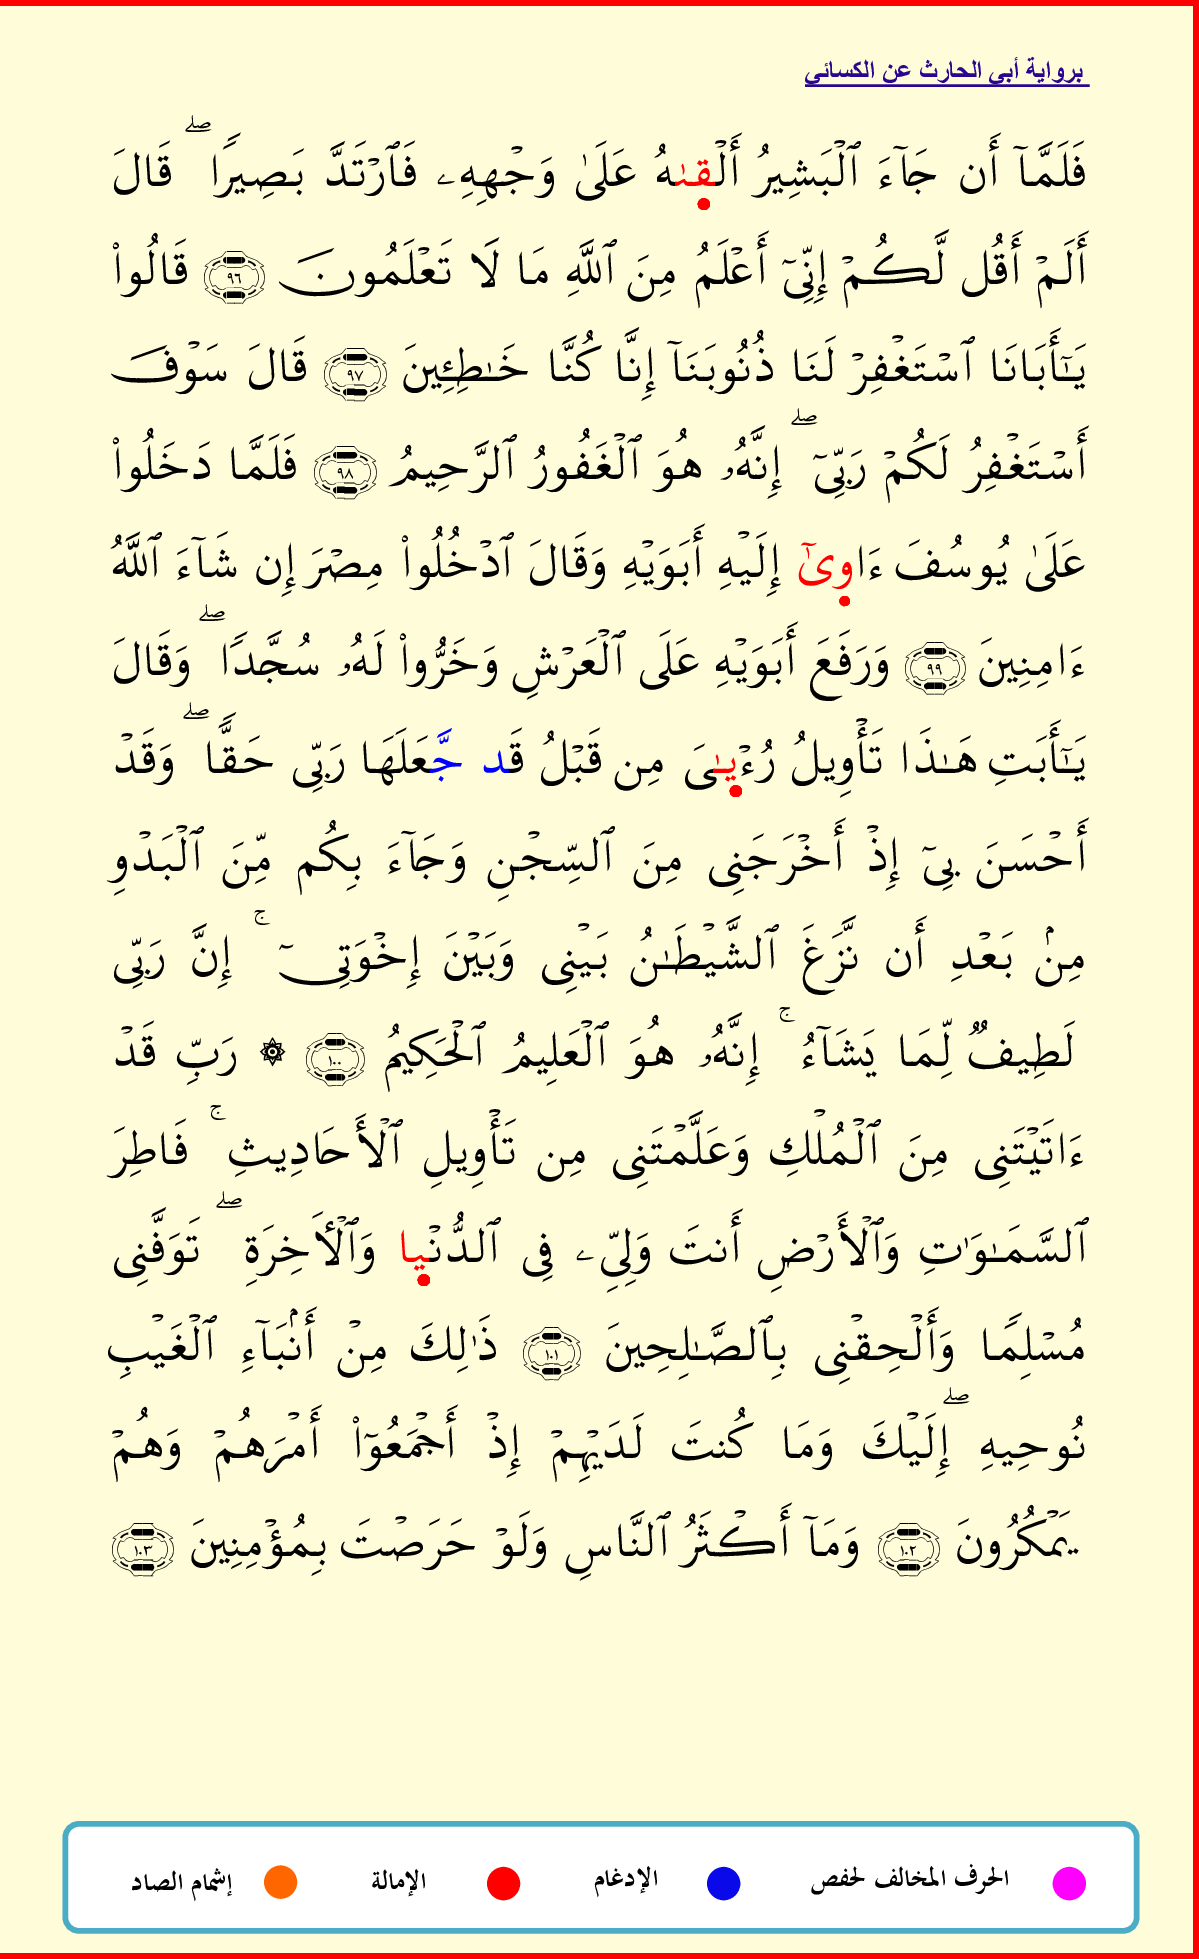 برواية أبي الحارث عن الكسائي
فَلَمَّآ أَن جَآءَ ٱلْبَشِيرُ أَلْقىٰهُ عَلَىٰ وَجْهِهِۦ فَٱرْتَدَّ بَصِيرًا ۖ قَالَ
أَلَمْ أَقُل لَّكُمْ إِنِّىٓ أَعْلَمُ مِنَ ٱللَّهِ مَا لَا تَعْلَمُونَ ٩٦ قَالُوا۟
يَـٰٓأَبَانَا ٱسْتَغْفِرْ لَنَا ذُنُوبَنَآ إِنَّا كُنَّا خَـٰطِـِٔينَ ٩٧ قَالَ سَوْفَ
أَسْتَغْفِرُ لَكُمْ رَبِّىٓ ۖ إِنَّهُۥ هُوَ ٱلْغَفُورُ ٱلرَّحِيمُ ٩٨ فَلَمَّا دَخَلُوا۟
عَلَىٰ يُوسُفَ ءَاوِىٰٓ إِلَيْهِ أَبَوَيْهِ وَقَالَ ٱدْخُلُوا۟ مِصْرَ إِن شَآءَ ٱللَّهُ
ءَامِنِينَ ٩٩ وَرَفَعَ أَبَوَيْهِ عَلَى ٱلْعَرْشِ وَخَرُّوا۟ لَهُۥ سُجَّدًا ۖ وَقَالَ
يَـٰٓأَبَتِ هَـٰذَا تَأْوِيلُ رُءْيـٰىَ مِن قَبْلُ قَد جَّعَلَهَا رَبِّى حَقًّا ۖ وَقَدْ
أَحْسَنَ بِىٓ إِذْ أَخْرَجَنِى مِنَ ٱلسِّجْنِ وَجَآءَ بِكُم مِّنَ ٱلْبَدْوِ
مِنۢ بَعْدِ أَن نَّزَغَ ٱلشَّيْطَـٰنُ بَيْنِى وَبَيْنَ إِخْوَتِىٓ ۚ إِنَّ رَبِّى
لَطِيفٌ لِّمَا يَشَآءُ ۚ إِنَّهُۥ هُوَ ٱلْعَلِيمُ ٱلْحَكِيمُ ١٠٠ ۞ رَبِّ قَدْ
ءَاتَيْتَنِى مِنَ ٱلْمُلْكِ وَعَلَّمْتَنِى مِن تَأْوِيلِ ٱلْأَحَادِيثِ ۚ فَاطِرَ
ٱلسَّمَـٰوَٰتِ وَٱلْأَرْضِ أَنتَ وَلِىِّۦ فِى ٱلدُّنْيا وَٱلْـَٔاخِرَةِ ۖ تَوَفَّنِى
مُسْلِمًا وَأَلْحِقْنِى بِٱلصَّـٰلِحِينَ ١٠١ ذَٰلِكَ مِنْ أَنۢبَآءِ ٱلْغَيْبِ
نُوحِيهِ إِلَيْكَ ۖ وَمَا كُنتَ لَدَيْهِمْ إِذْ أَجْمَعُوٓا۟ أَمْرَهُمْ وَهُمْ
يَمْكُرُونَ ١٠٢ وَمَآ أَكْثَرُ ٱلنَّاسِ وَلَوْ حَرَصْتَ بِمُؤْمِنِينَ ١٠٣
الحرف المخالف لحفص الإدغام الإمالة إشمام الصاد